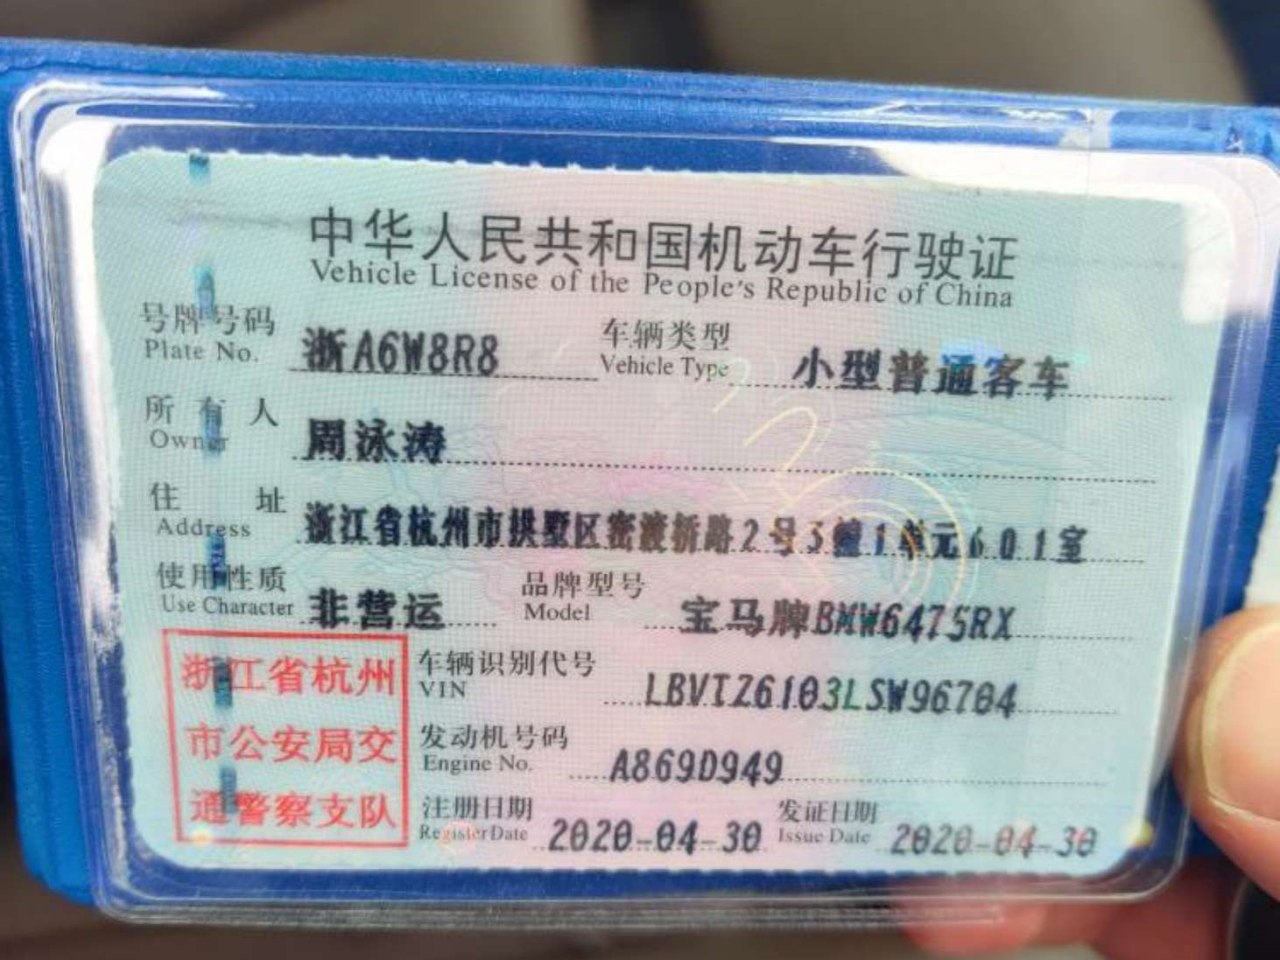 中华人民共和国机动车行驶证
Vehicle License of the People's Republic of China
号牌号码 浙A6W8R8 车辆类型 小型普通客车
Plate No. Vehicle Type
所有人 周泳涛
Owner
住址 浙江省杭州市拱墅区密渡桥路2号3幢1单元601室
Address
使用性质 非营运 品牌型号 宝马牌BMW6475RX
Use Character Model
浙江省杭州 车辆识别代号 LBVTZ6103LSW96704
VIN
市公安局交 发动机号码 A869D949
Engine No.
通警察支队 注册日期 2020-04-30 发证日期 2020-04-30
Register Date Issue Date